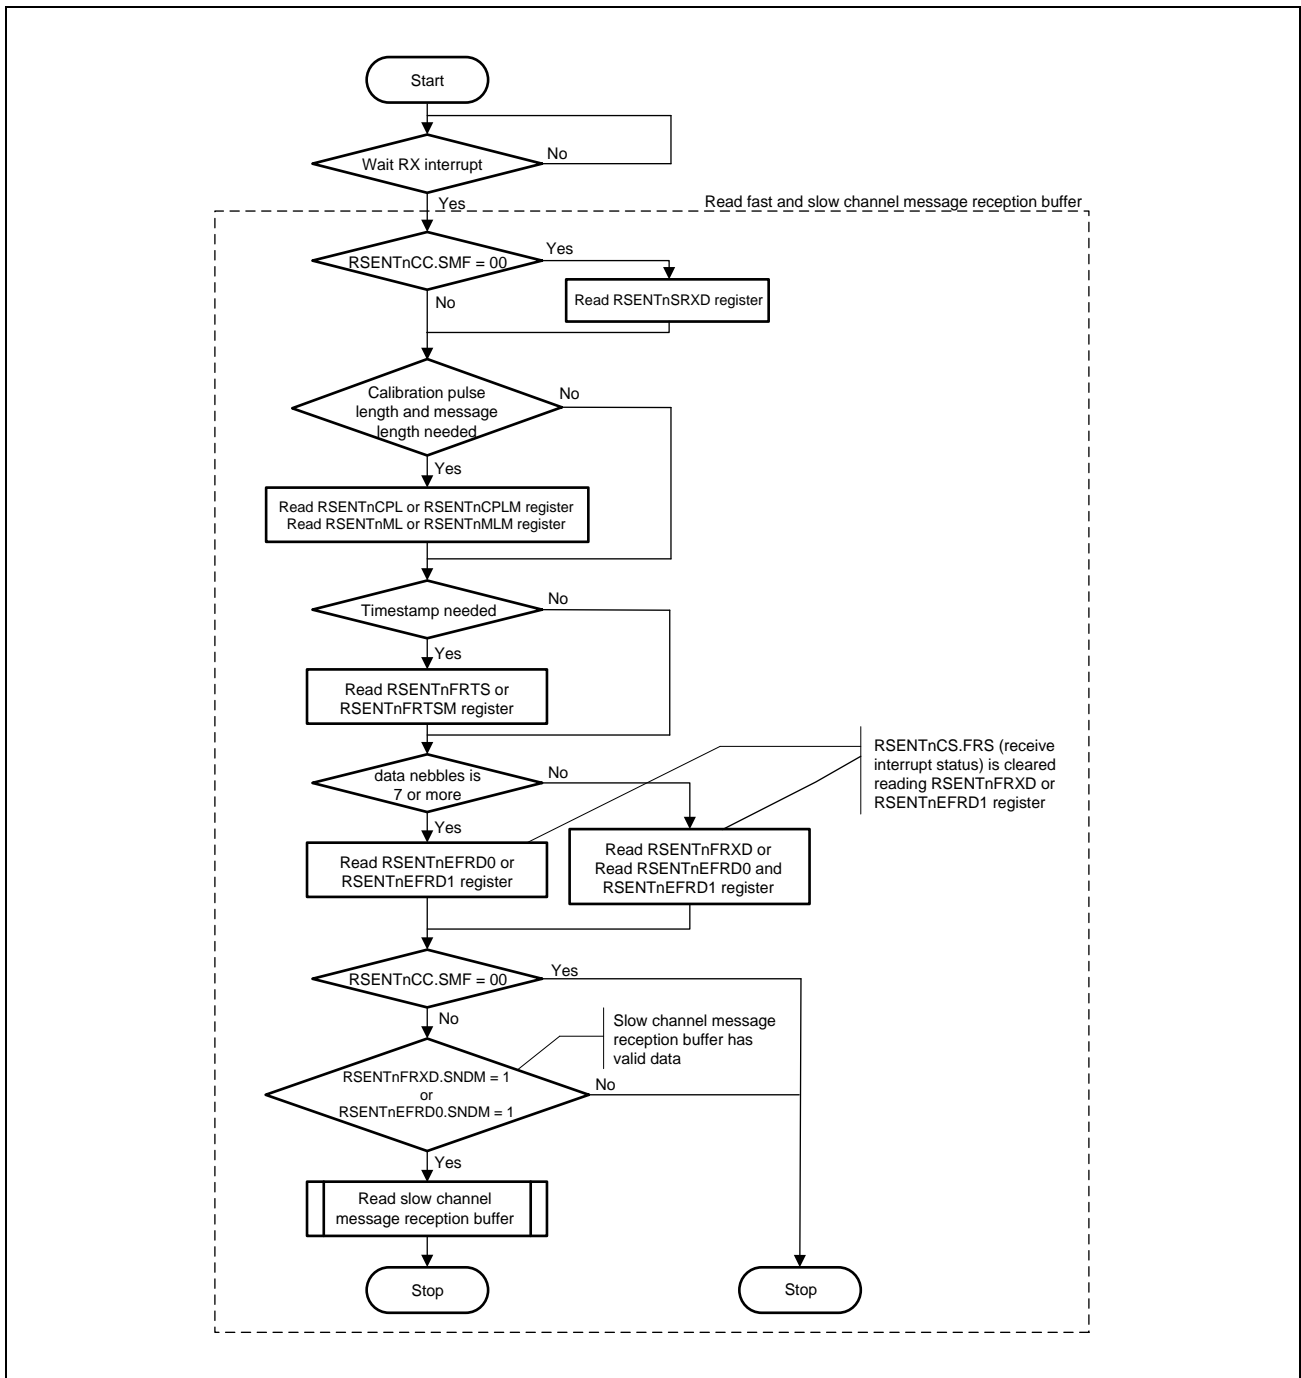 Start
Wait RX interrupt
No
Yes
Read fast and slow channel message reception buffer
RSENTnCC.SMF = 00
Yes
No
Read RSENTnSRXD register
Calibration pulse
length and message
length needed
No
Yes
Read RSENTnCPL or RSENTnCPLM register
Read RSENTnML or RSENTnMLM register
Timestamp needed
No
Yes
Read RSENTnFRTS or
RSENTnFRTSM register
data nebbles is
7 or more
No
Yes
RSENTnCS.FRS (receive
interrupt status) is cleared
reading RSENTnFRXD or
RSENTnEFRD1 register
Read RSENTnEFRD0 or
RSENTnEFRD1 register
Read RSENTnFRXD or
Read RSENTnEFRD0 and
RSENTnEFRD1 register
RSENTnCC.SMF = 00
Yes
No
Slow channel message
reception buffer has
valid data
RSENTnFRXD.SNDM = 1
or
RSENTnEFRD0.SNDM = 1
No
Yes
Read slow channel
message reception buffer
Stop
Stop